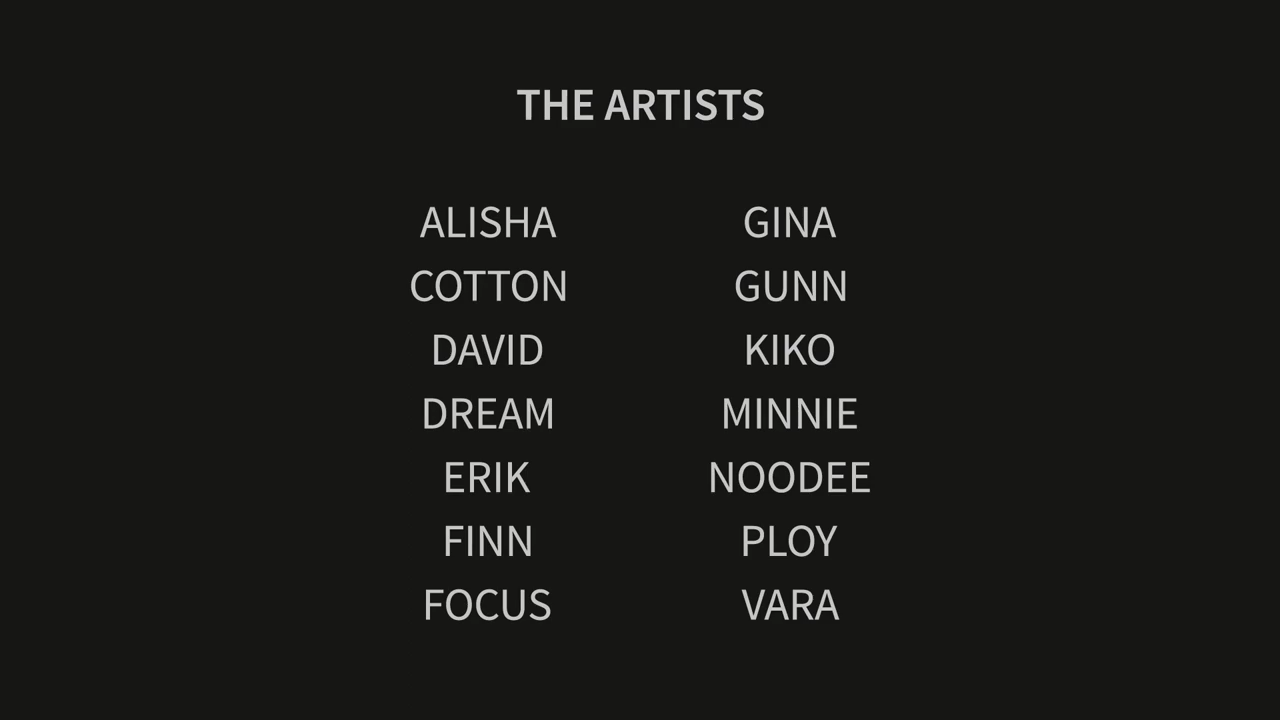 THE ARTISTS
ALISHA
COTTON
DAVID
DREAM
ERIK
FINN
FOCUS
GINA
GUNN
KIKO
MINNIE
NOODEE
PLOY
VARA